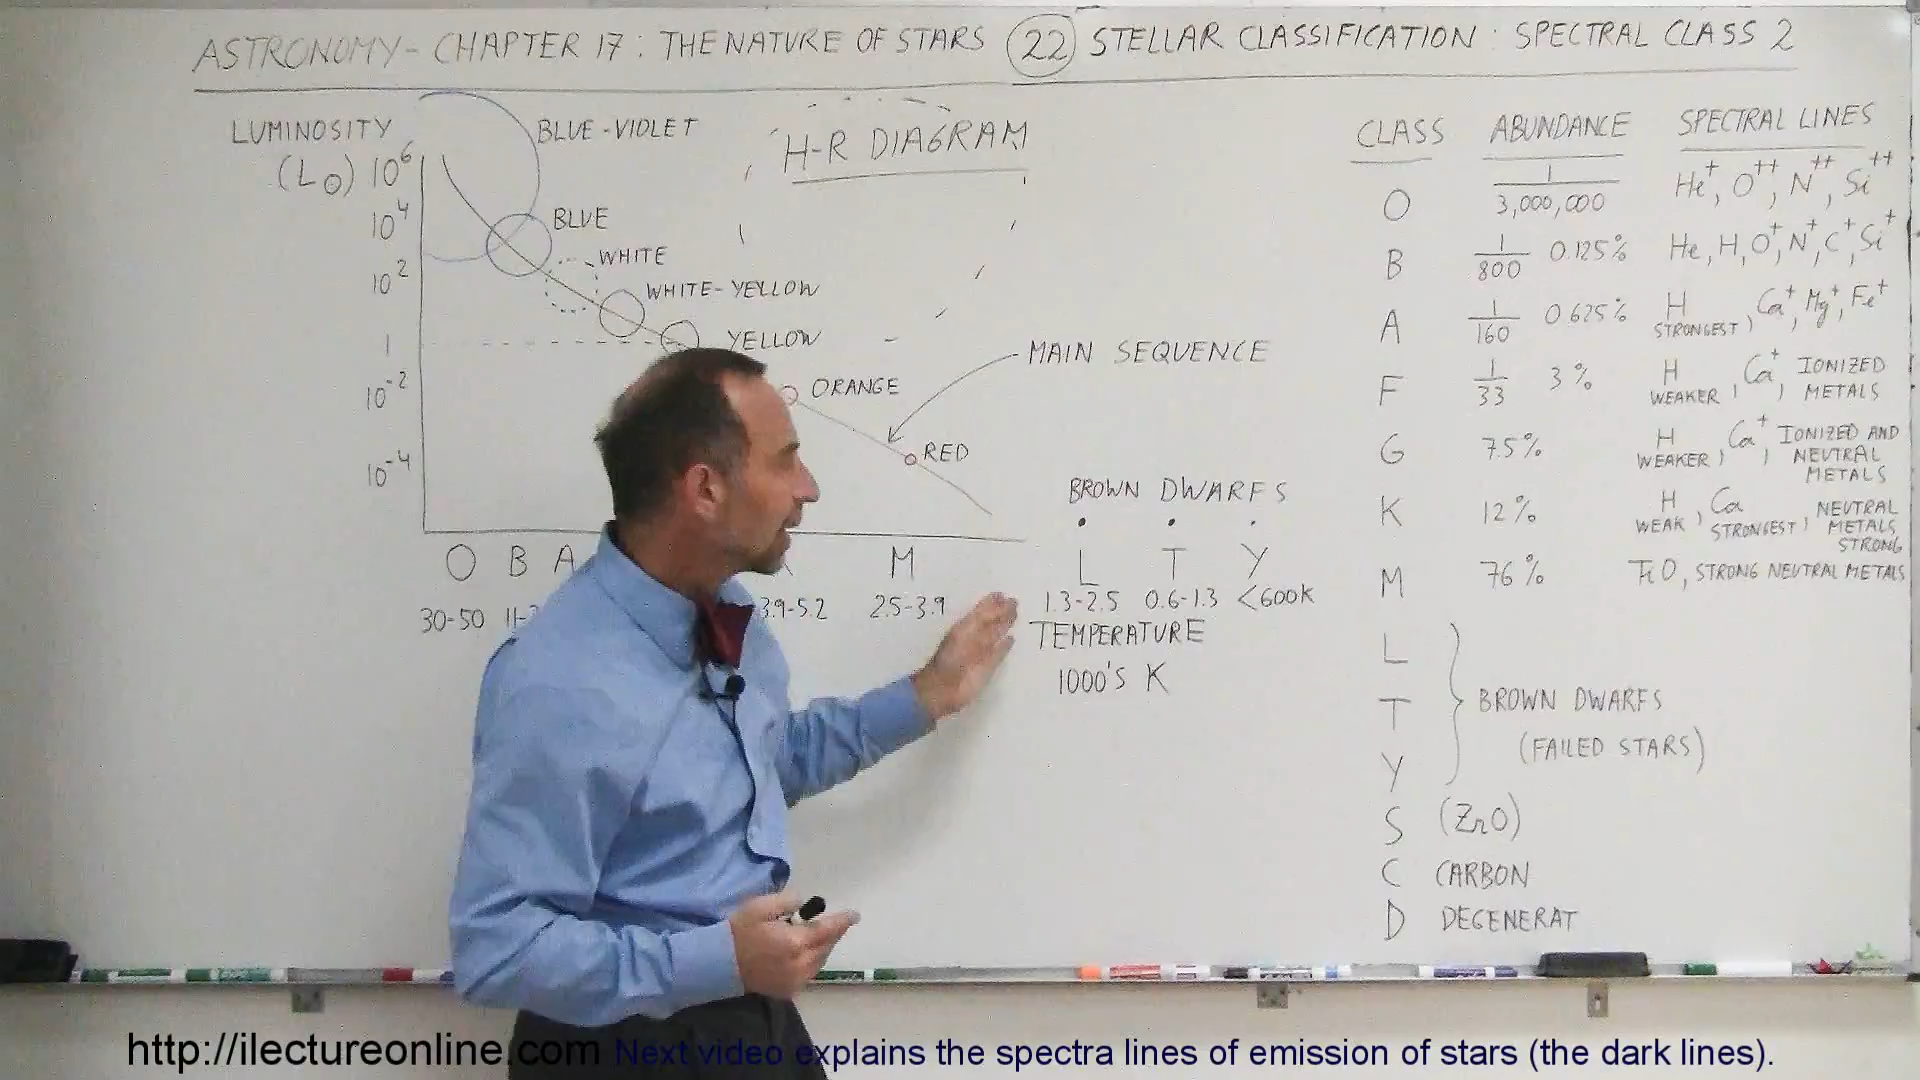 ASTRONOMY - CHAPTER 17 : THE NATURE OF STARS (22) STELLAR CLASSIFICATION : SPECTRAL CLASS 2
LUMINOSITY
(L⊙) 10⁶
10⁴
10²
1
10⁻²
10⁻⁴
H-R DIAGRAM
BLUE-VIOLET
BLUE
WHITE
WHITE-YELLOW
YELLOW
ORANGE
RED
MAIN SEQUENCE
BROWN DWARFS
O B A M L T Y
30-50 11- 3.9-5.2 2.5-3.9 1.3-2.5 0.6-1.3 <600K
TEMPERATURE
1000'S K
CLASS ABUNDANCE SPECTRAL LINES
O 1/3,000,000 He⁺, O⁺⁺, N⁺⁺, Si⁺⁺
B 1/800 0.125% He, H, O⁺, N⁺, C⁺, Si⁺
A 1/160 0.625% H STRONGEST, Ca⁺, Mg⁺, Fe⁺
F 1/33 3% H WEAKER, Ca⁺, IONIZED METALS
G 7.5% H WEAKER, Ca⁺, IONIZED AND NEUTRAL METALS
K 12% H WEAK, Ca STRONGEST, NEUTRAL METALS STRONG
M 76% TiO, STRONG NEUTRAL METALS
L
T
Y
BROWN DWARFS
(FAILED STARS)
S (ZrO)
C CARBON
D DEGENERAT
http://ilectureonline.com Next video explains the spectra lines of emission of stars (the dark lines).